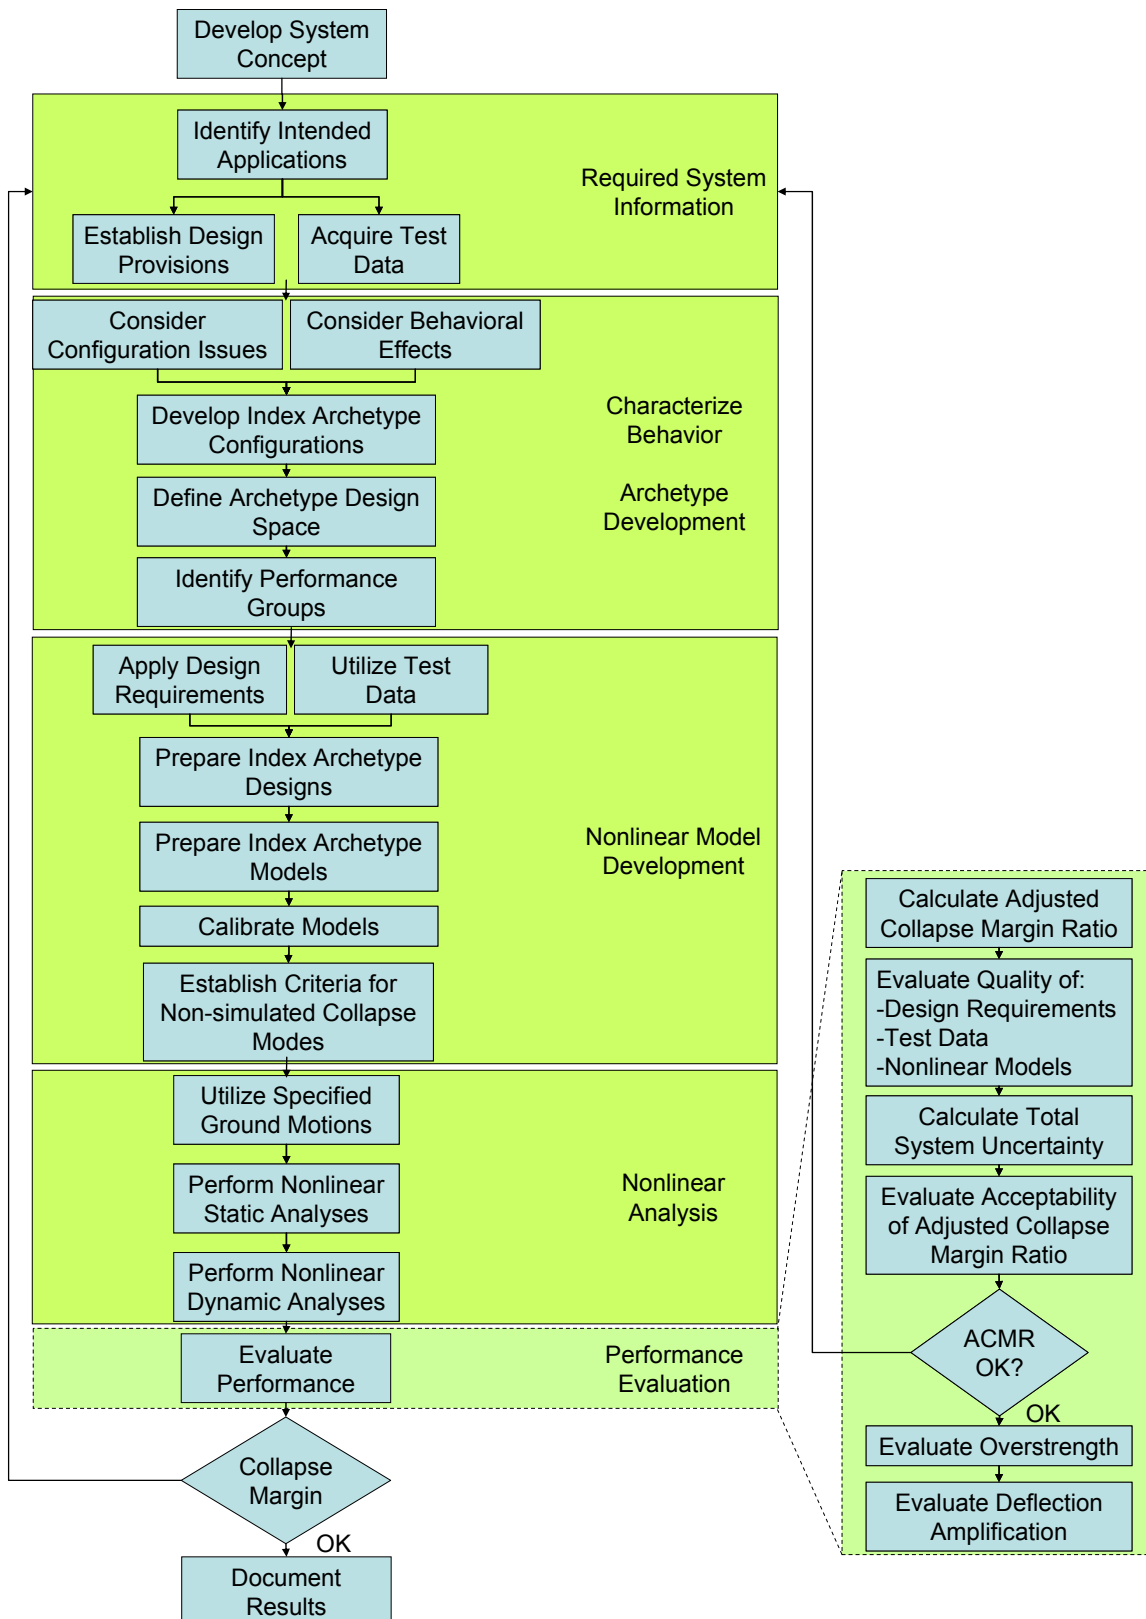 Develop System
Concept
Identify Intended
Applications
Required System
Information
Establish Design
Provisions
Acquire Test
Data
Consider
Configuration Issues
Consider Behavioral
Effects
Develop Index Archetype
Configurations
Characterize
Behavior
Define Archetype Design
Space
Archetype
Development
Identify Performance
Groups
Apply Design
Requirements
Utilize Test
Data
Prepare Index Archetype
Designs
Prepare Index Archetype
Models
Nonlinear Model
Development
Calibrate Models
Establish Criteria for
Non-simulated Collapse
Modes
Utilize Specified
Ground Motions
Perform Nonlinear
Static Analyses
Nonlinear
Analysis
Perform Nonlinear
Dynamic Analyses
Evaluate
Performance
Performance
Evaluation
Collapse
Margin
OK
Document
Results
Calculate Adjusted
Collapse Margin Ratio
Evaluate Quality of:
-Design Requirements
-Test Data
-Nonlinear Models
Calculate Total
System Uncertainty
Evaluate Acceptability
of Adjusted Collapse
Margin Ratio
ACMR
OK?
OK
Evaluate Overstrength
Evaluate Deflection
Amplification